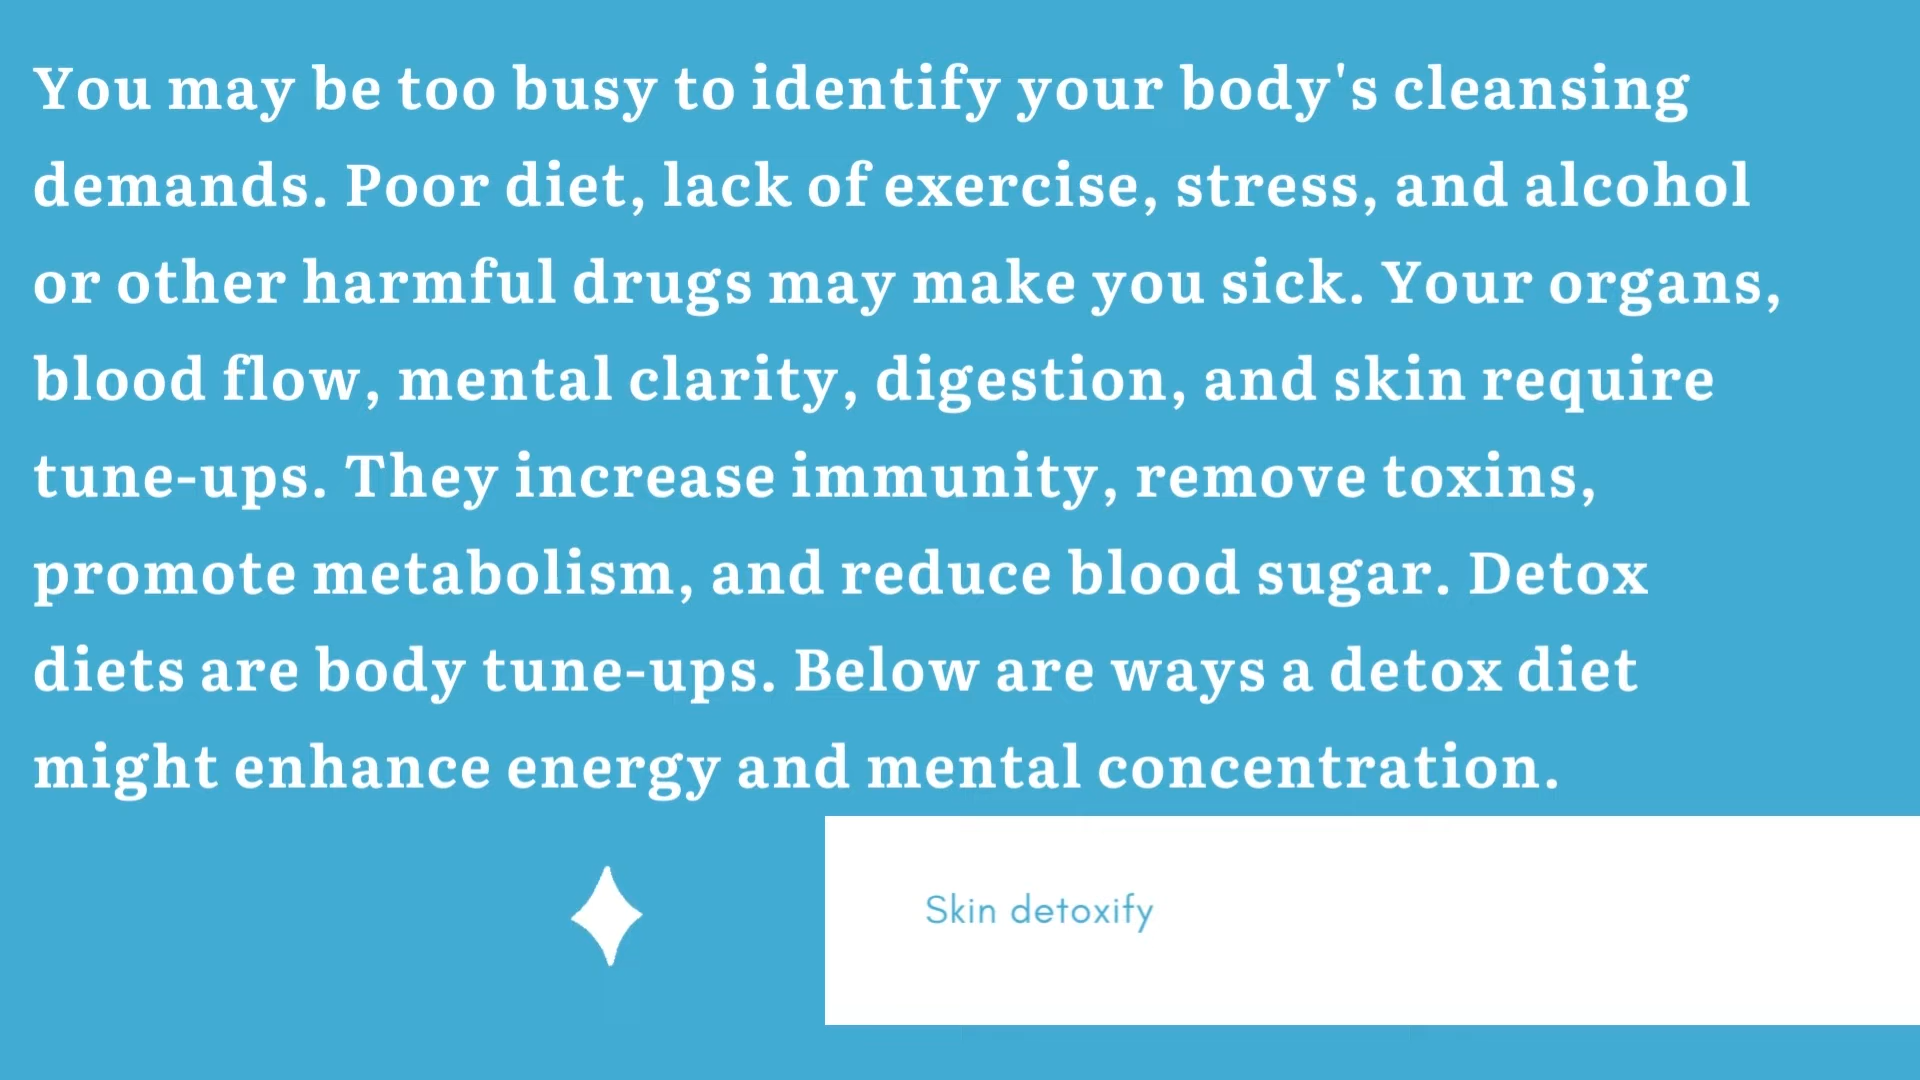 You may be too busy to identify your body's cleansing
demands. Poor diet, lack of exercise, stress, and alcohol
or other harmful drugs may make you sick. Your organs,
blood flow, mental clarity, digestion, and skin require
tune-ups. They increase immunity, remove toxins,
promote metabolism, and reduce blood sugar. Detox
diets are body tune-ups. Below are ways a detox diet
might enhance energy and mental concentration.
Skin detoxify